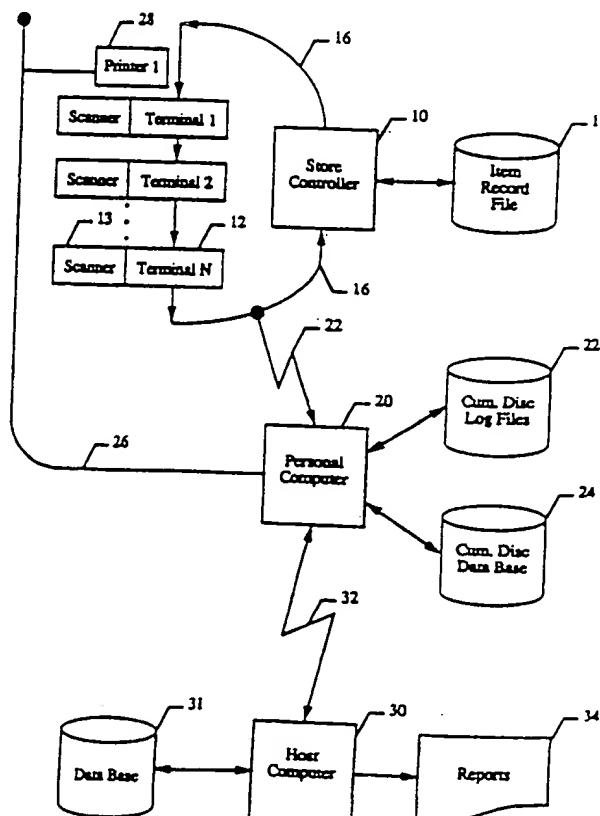 28
16
Printer 1
Scanner Terminal 1
10
1
Store
Controller
Item
Record
File
Scanner Terminal 2
13
12
Scanner Terminal N
16
22
20
22
Personal
Computer
Cum. Disc
Log Files
26
24
Cum. Disc
Data Base
32
31
30
34
Data Base
Host
Computer
Reports